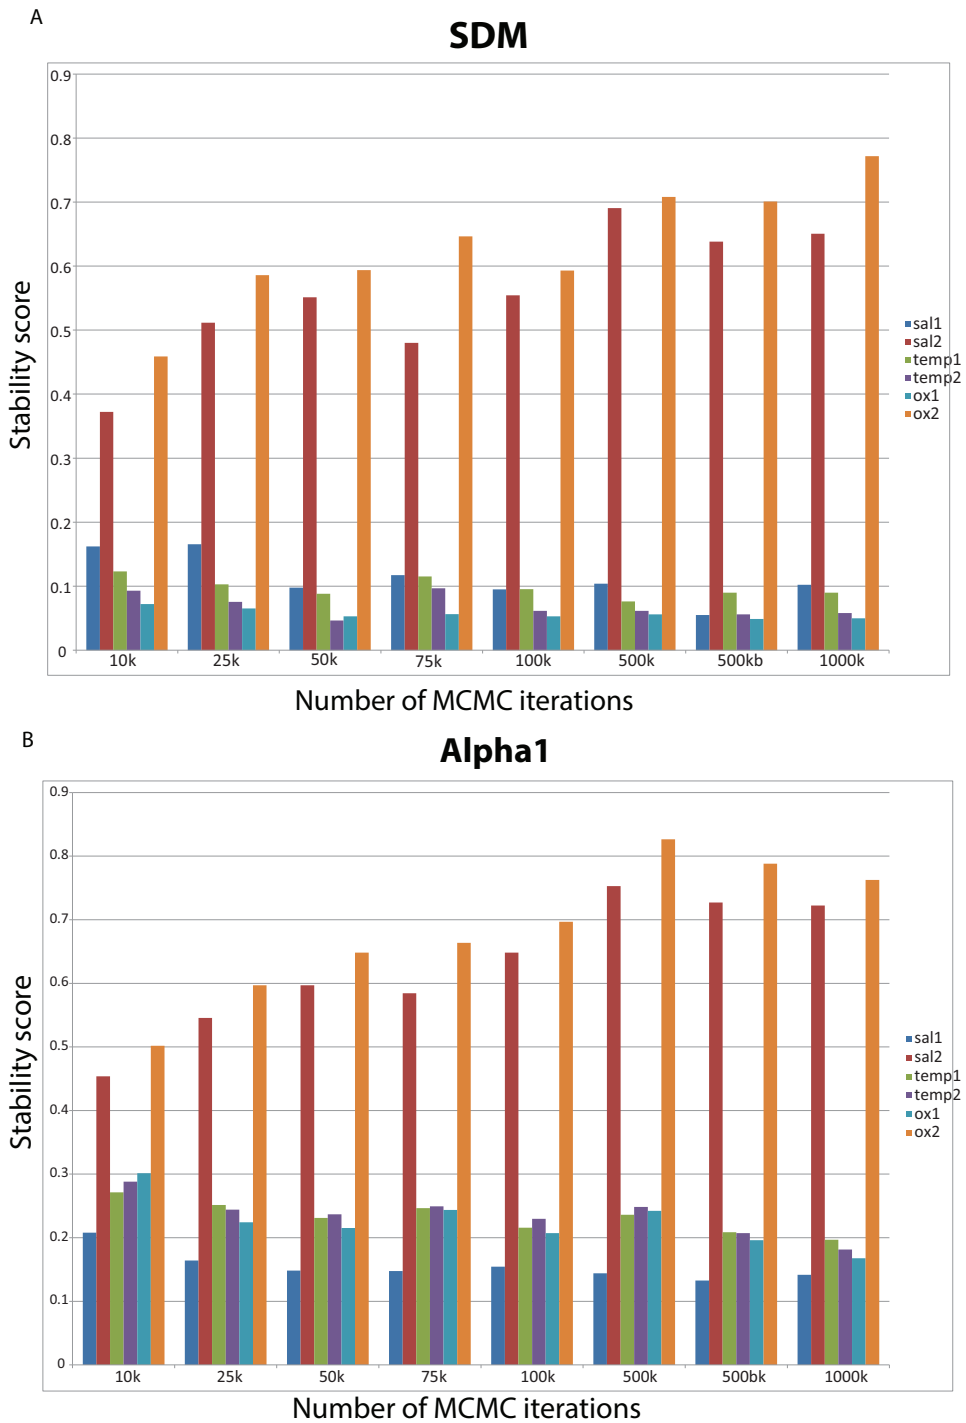 A
SDM
0.9
0.8
0.7
0.6
0.5
0.4
0.3
0.2
0.1
0
Stability score
10k 25k 50k 75k 100k 500k 500kb 1000k
Number of MCMC iterations
sal1
sal2
temp1
temp2
ox1
ox2
B
Alpha1
0.9
0.8
0.7
0.6
0.5
0.4
0.3
0.2
0.1
0
Stability score
10k 25k 50k 75k 100k 500k 500bk 1000k
Number of MCMC iterations
sal1
sal2
temp1
temp2
ox1
ox2